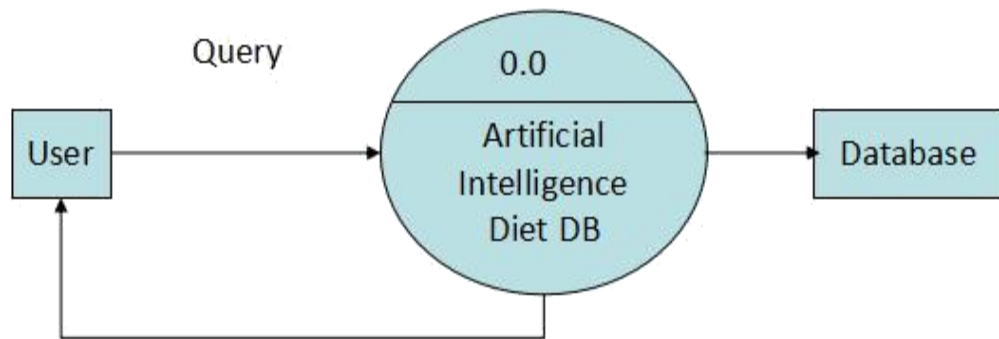 Query
0.0
User
Artificial
Intelligence
Diet DB
Database